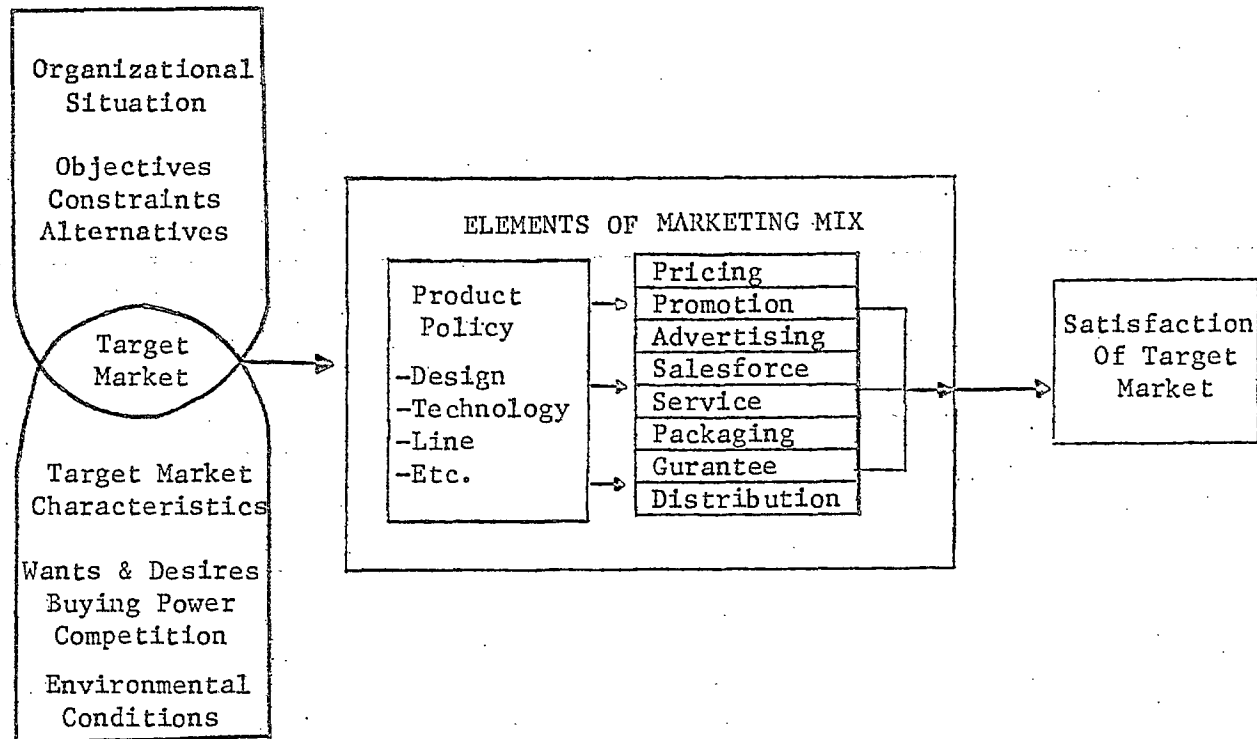 Organizational
Situation
Objectives
Constraints
Alternatives
Target
Market
Target Market
Characteristics
Wants & Desires
Buying Power
Competition
Environmental
Conditions
ELEMENTS OF MARKETING MIX
Product
Policy
-Design
-Technology
-Line
-Etc.
Pricing
Promotion
Advertising
Salesforce
Service
Packaging
Gurantee
Distribution
Satisfaction
Of Target
Market